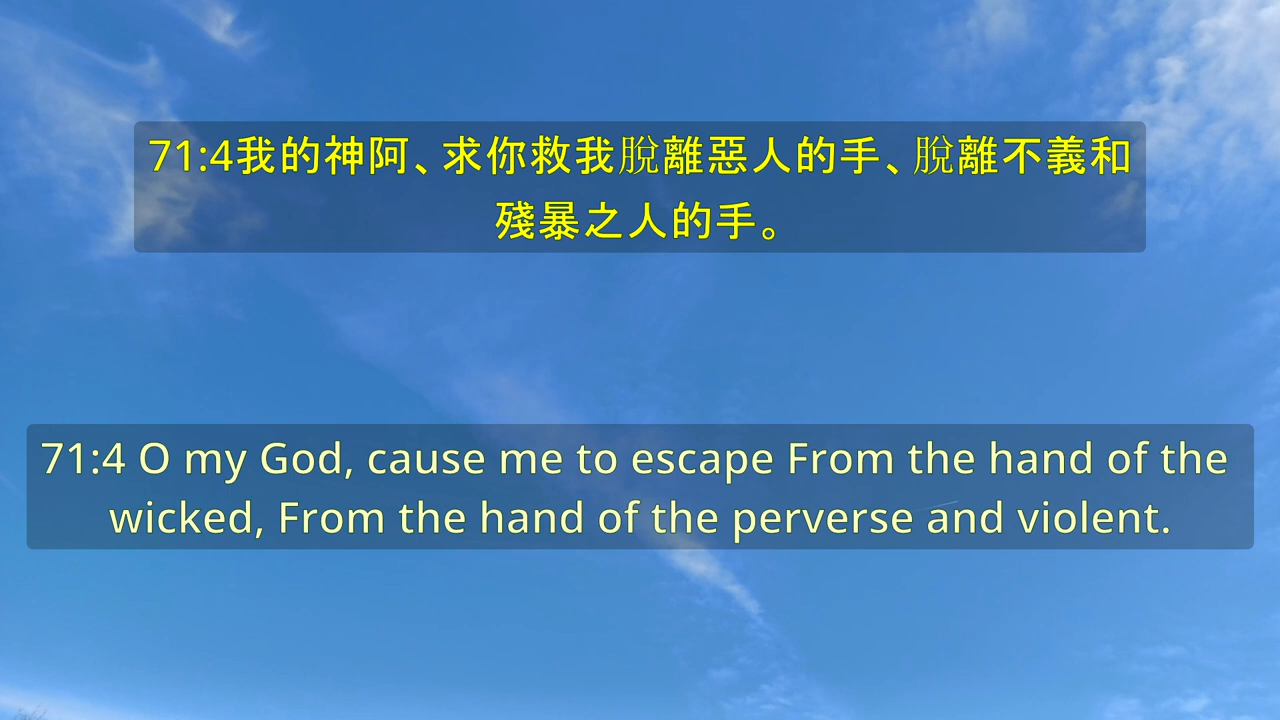 71:4我的神阿、求你救我脫離惡人的手、脫離不義和
殘暴之人的手。
71:4 O my God, cause me to escape From the hand of the
wicked, From the hand of the perverse and violent.